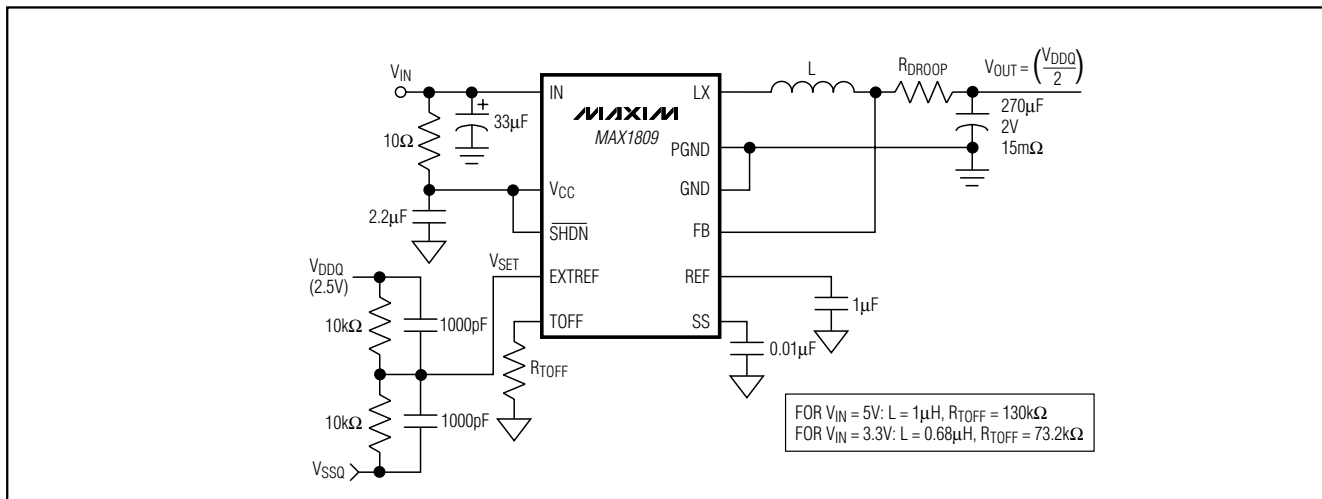 V_IN
33µF
+
10Ω
2.2µF
V_DDQ
(2.5V)
10kΩ
1000pF
10kΩ
1000pF
V_SSQ
V_SET
R_TOFF
IN
V_CC
SHDN
EXTREF
TOFF
MAXIM
MAX1809
LX
PGND
GND
FB
REF
SS
L
R_DROOP
V_OUT = (V_DDQ/2)
270µF
2V
15mΩ
1µF
0.01µF
FOR V_IN = 5V: L = 1µH, R_TOFF = 130kΩ
FOR V_IN = 3.3V: L = 0.68µH, R_TOFF = 73.2kΩ